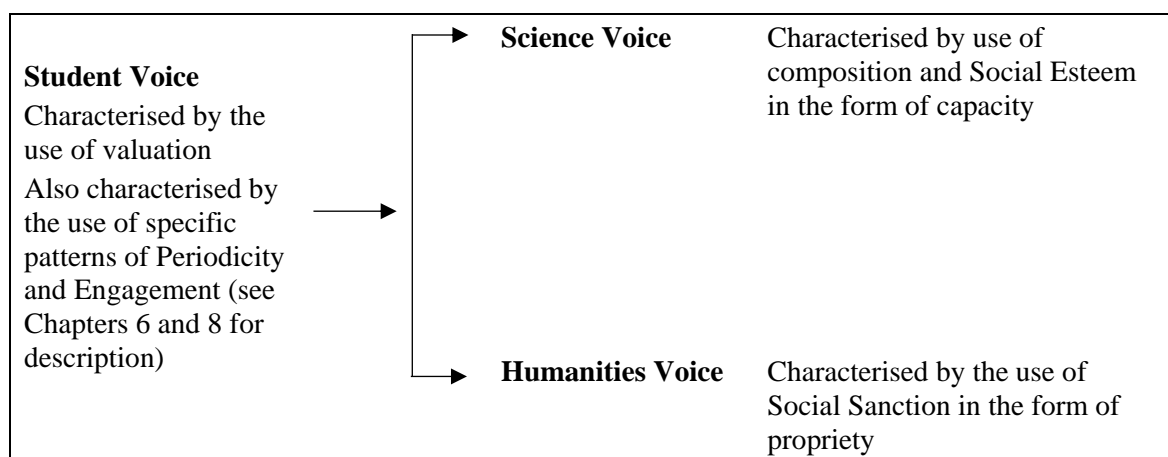 Student Voice
Characterised by the
use of valuation
Also characterised by
the use of specific
patterns of Periodicity
and Engagement (see
Chapters 6 and 8 for
description)
Science Voice
Characterised by use of
composition and Social Esteem
in the form of capacity
Humanities Voice
Characterised by the use of
Social Sanction in the form of
propriety